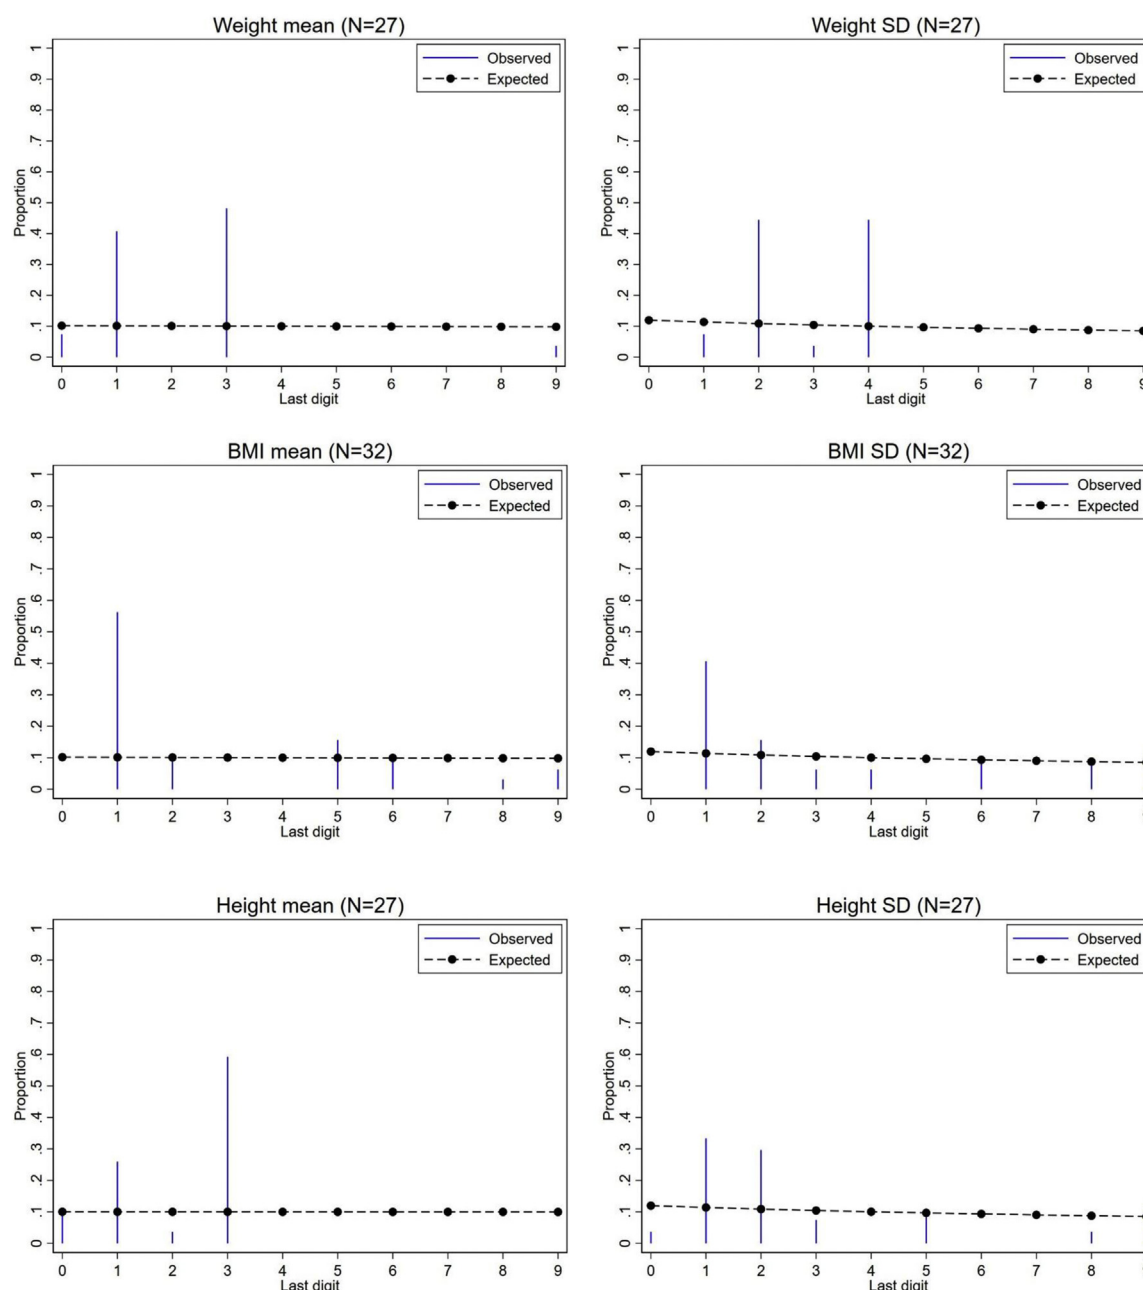 Weight mean (N=27)
Observed
Expected
Proportion
1
.9
.8
.7
.6
.5
.4
.3
.2
.1
0
0 1 2 3 4 5 6 7 8 9
Last digit
Weight SD (N=27)
Observed
Expected
Proportion
1
.9
.8
.7
.6
.5
.4
.3
.2
.1
0
0 1 2 3 4 5 6 7 8 9
Last digit
BMI mean (N=32)
Observed
Expected
Proportion
1
.9
.8
.7
.6
.5
.4
.3
.2
.1
0
0 1 2 3 4 5 6 7 8 9
Last digit
BMI SD (N=32)
Observed
Expected
Proportion
1
.9
.8
.7
.6
.5
.4
.3
.2
.1
0
0 1 2 3 4 5 6 7 8 9
Last digit
Height mean (N=27)
Observed
Expected
Proportion
1
.9
.8
.7
.6
.5
.4
.3
.2
.1
0
0 1 2 3 4 5 6 7 8 9
Last digit
Height SD (N=27)
Observed
Expected
Proportion
1
.9
.8
.7
.6
.5
.4
.3
.2
.1
0
0 1 2 3 4 5 6 7 8 9
Last digit